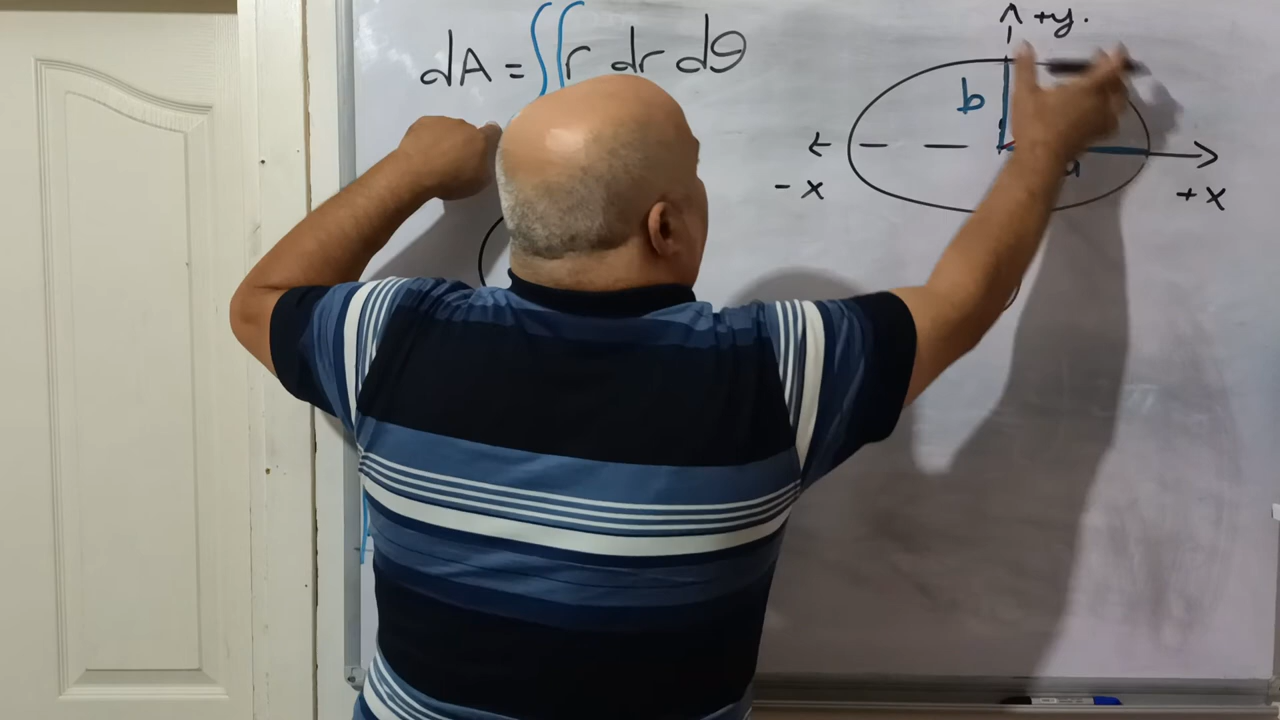 dA = ∬ r dr dθ
+y.
b
a
-x
+x